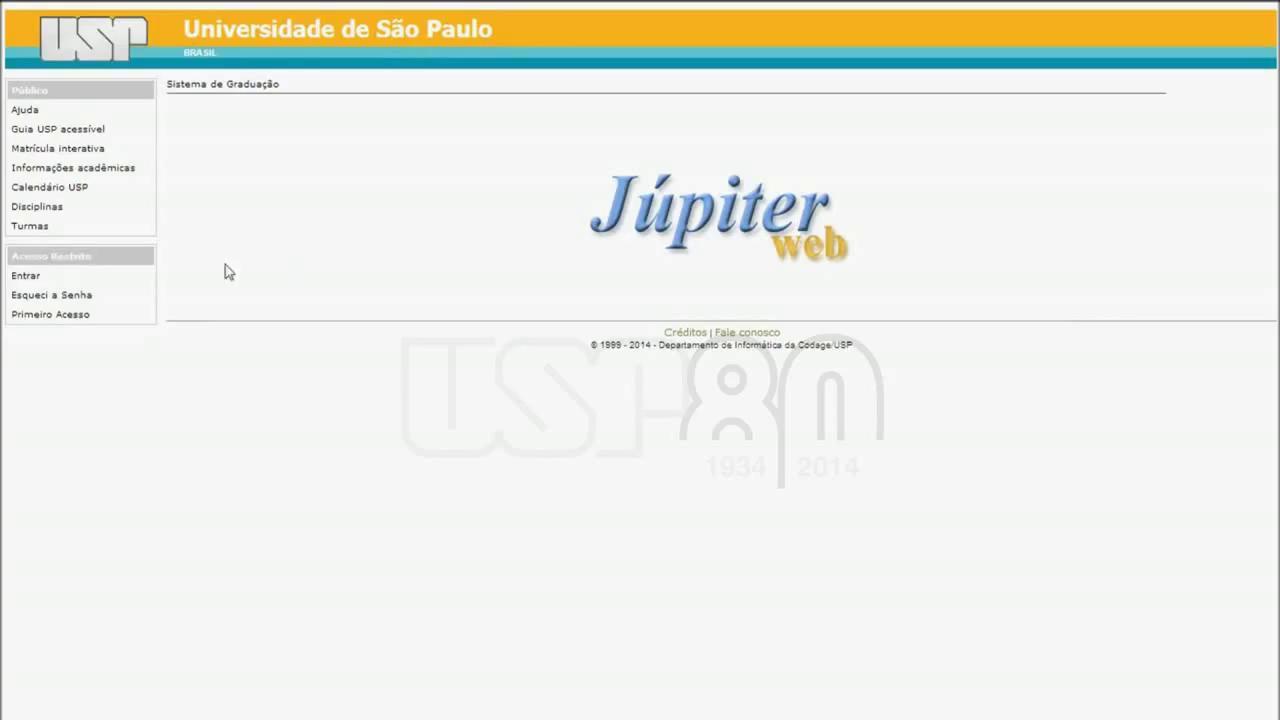 USP
Universidade de São Paulo
BRASIL
Público
Ajuda
Guia USP acessível
Matrícula interativa
Informações acadêmicas
Calendário USP
Disciplinas
Turmas
Acesso Restrito
Entrar
Esqueci a Senha
Primeiro Acesso
Sistema de Graduação
Júpiter
web
Créditos | Fale conosco
© 1999 - 2014 - Departamento de Informática da Codage/USP
USP 80
1934 2014